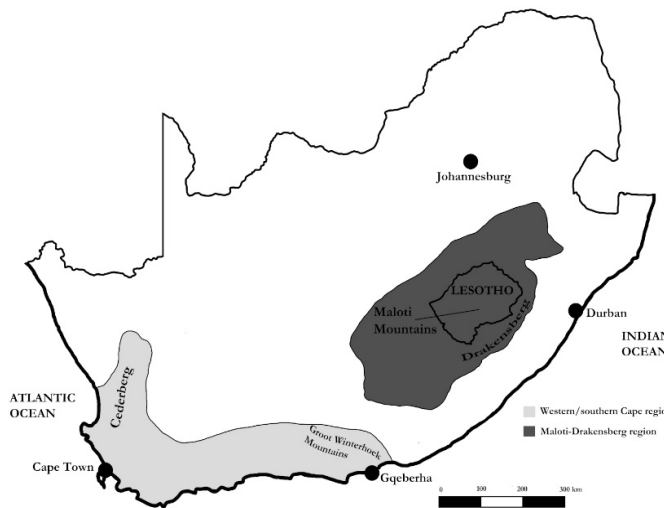 Johannesburg
LESOTHO
Maloti
Mountains
Drakensberg
Durban
INDIAN
OCEAN
ATLANTIC
OCEAN
Cederberg
Groot Winterhoek
Mountains
Cape Town
Gqeberha
Western/southern Cape region
Maloti-Drakensberg region
0 100 200 300 km